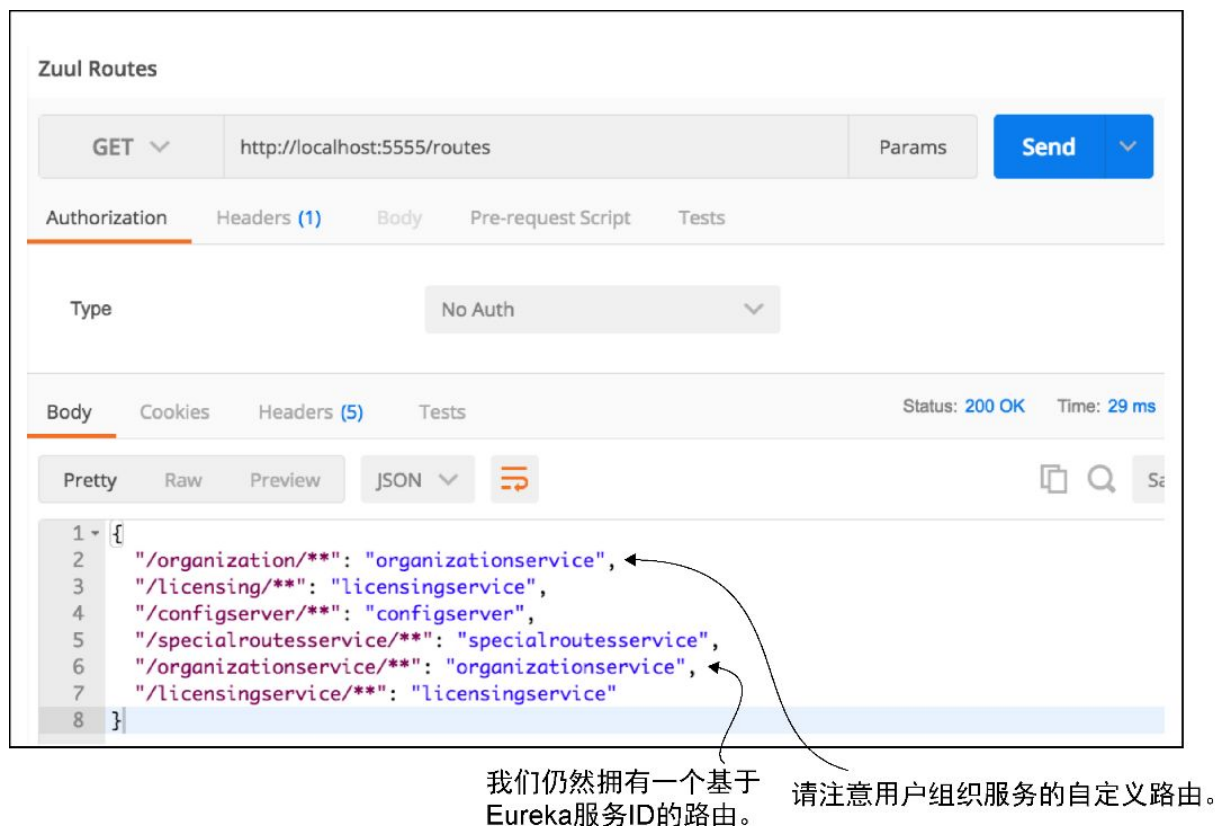 Zuul Routes
GET http://localhost:5555/routes Params Send
Authorization Headers (1) Body Pre-request Script Tests
Type No Auth
Body Cookies Headers (5) Tests Status: 200 OK Time: 29 ms
Pretty Raw Preview JSON Sa
1 {
2 "/organization/**": "organizationservice",
3 "/licensing/**": "licensingservice",
4 "/configserver/**": "configserver",
5 "/specialroutesservice/**": "specialroutesservice",
6 "/organizationservice/**": "organizationservice",
7 "/licensingservice/**": "licensingservice"
8 }
我们仍然拥有一个基于
Eureka服务ID的路由。
请注意用户组织服务的自定义路由。